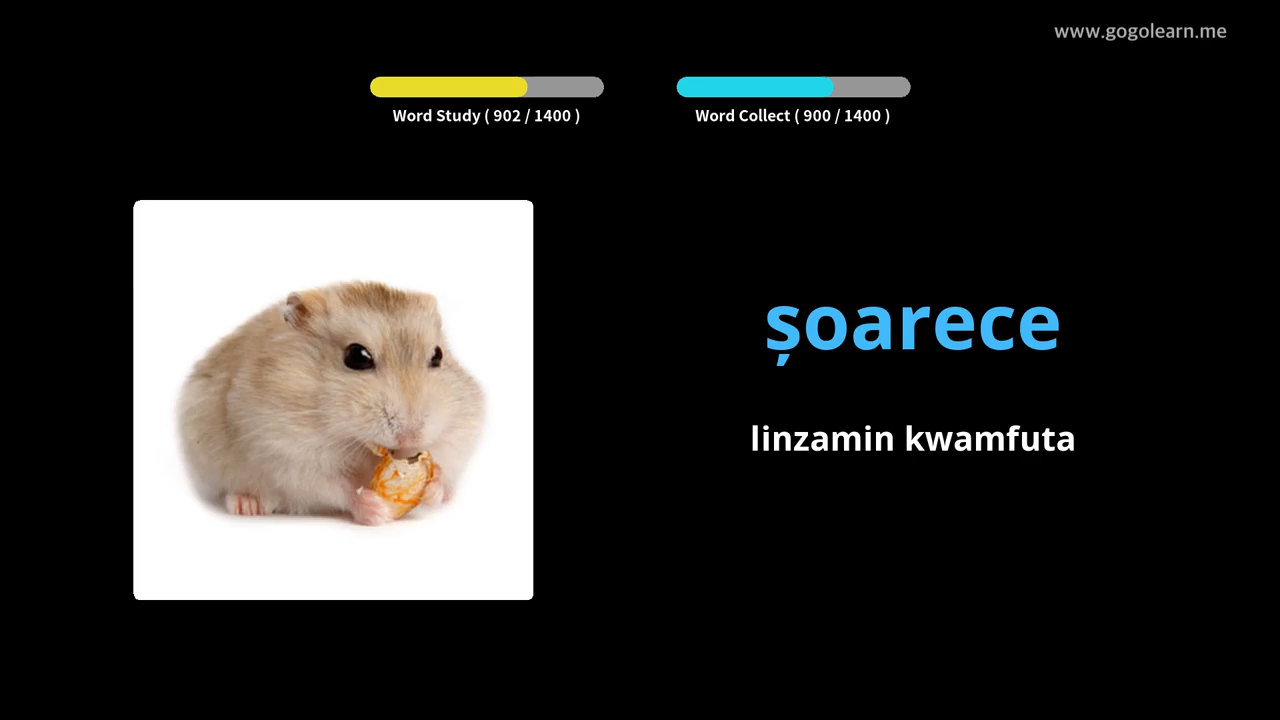 www.gogolearn.me
Word Study ( 902 / 1400 )
Word Collect ( 900 / 1400 )
șoarece
linzamin kwamfuta